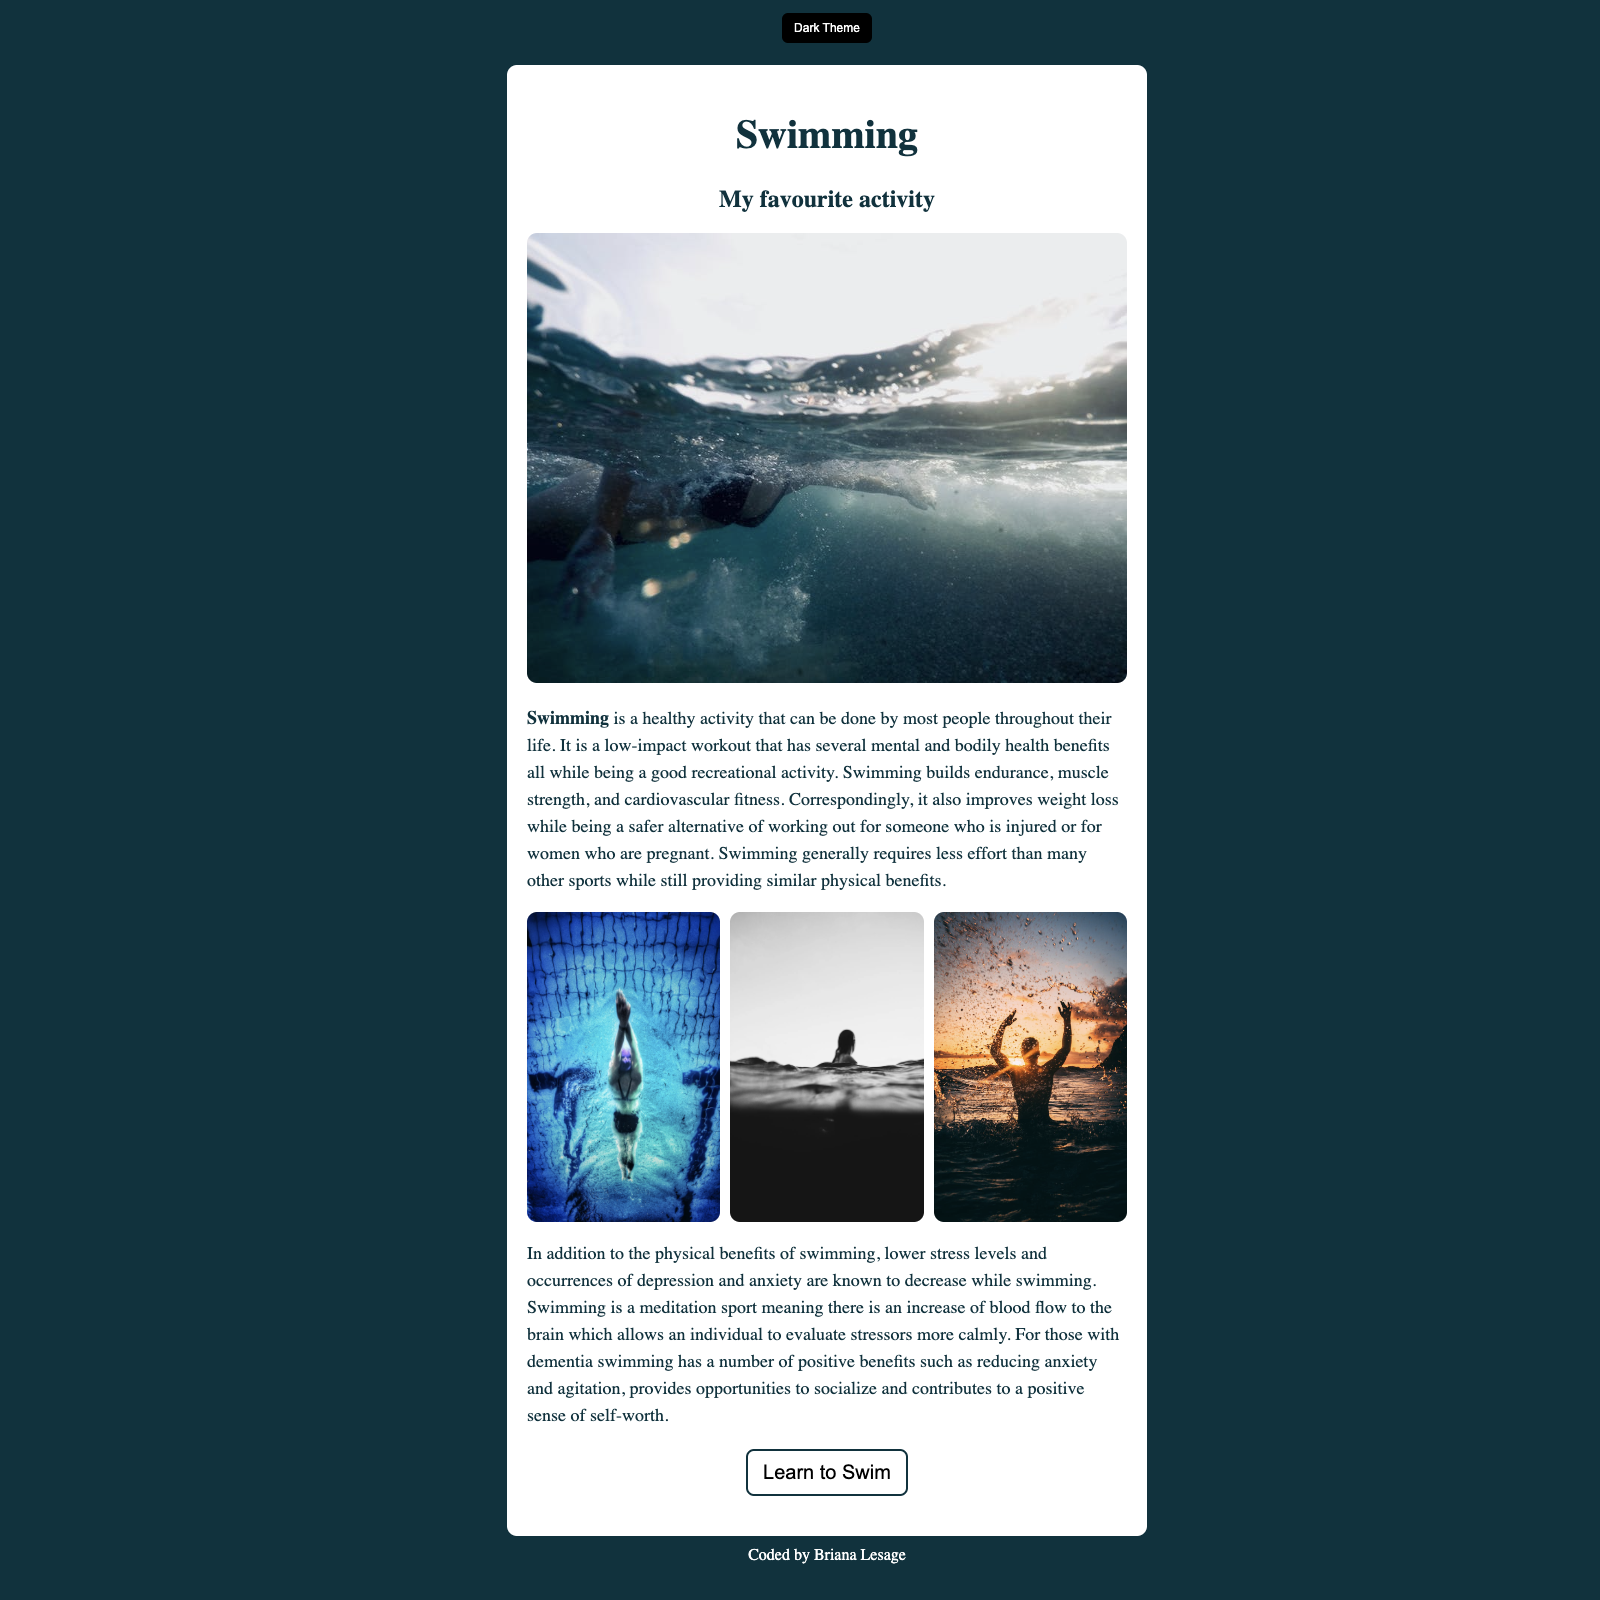 Dark Theme
Swimming
My favourite activity
Swimming is a healthy activity that can be done by most people throughout their
life. It is a low-impact workout that has several mental and bodily health benefits
all while being a good recreational activity. Swimming builds endurance, muscle
strength, and cardiovascular fitness. Correspondingly, it also improves weight loss
while being a safer alternative of working out for someone who is injured or for
women who are pregnant. Swimming generally requires less effort than many
other sports while still providing similar physical benefits.
In addition to the physical benefits of swimming, lower stress levels and
occurrences of depression and anxiety are known to decrease while swimming.
Swimming is a meditation sport meaning there is an increase of blood flow to the
brain which allows an individual to evaluate stressors more calmly. For those with
dementia swimming has a number of positive benefits such as reducing anxiety
and agitation, provides opportunities to socialize and contributes to a positive
sense of self-worth.
Learn to Swim
Coded by Briana Lesage